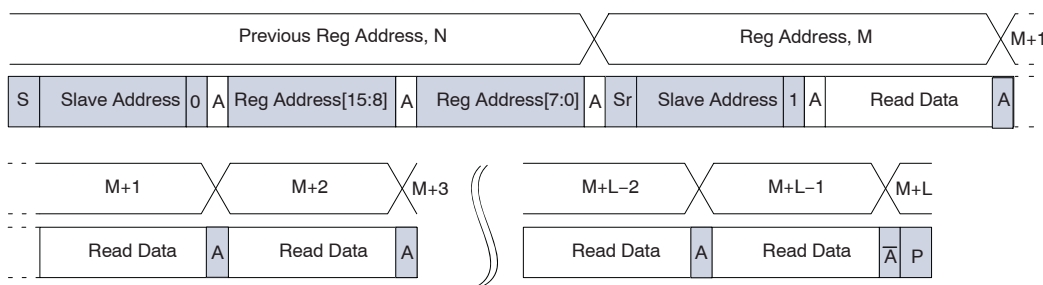 Previous Reg Address, N Reg Address, M M+1
S Slave Address 0 A Reg Address[15:8] A Reg Address[7:0] A Sr Slave Address 1 A Read Data A
M+1 M+2 M+3 M+L−2 M+L−1 M+L
Read Data A Read Data A Read Data A Read Data A̅ P